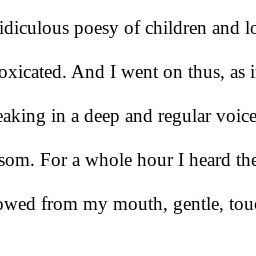 idiculous poesy of children and lo
oxicated. And I went on thus, as i
eaking in a deep and regular voice
som. For a whole hour I heard the
owed from my mouth, gentle, tou